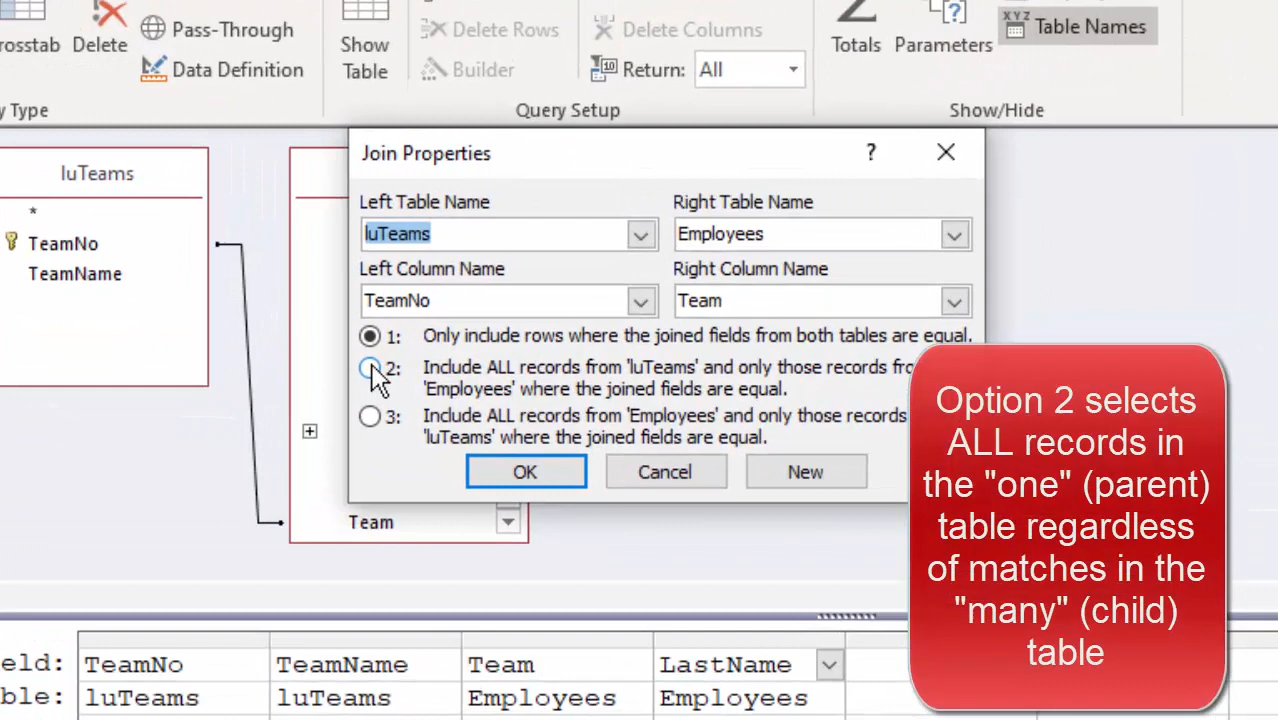 rosstab
Delete
Pass-Through
Data Definition
y Type
Show
Table
Delete Rows
Builder
Delete Columns
Return: All
Query Setup
Totals
Parameters
XYZ
Table Names
Show/Hide
luTeams
*
TeamNo
TeamName
Join Properties
?
Left Table Name
Right Table Name
luTeams
Employees
Left Column Name
Right Column Name
TeamNo
Team
1: Only include rows where the joined fields from both tables are equal.
2: Include ALL records from 'luTeams' and only those records fro
'Employees' where the joined fields are equal.
3: Include ALL records from 'Employees' and only those records
'luTeams' where the joined fields are equal.
OK
Cancel
New
Team
Option 2 selects
ALL records in
the "one" (parent)
table regardless
of matches in the
"many" (child)
table
eld: TeamNo TeamName Team LastName
ble: luTeams luTeams Employees Employees